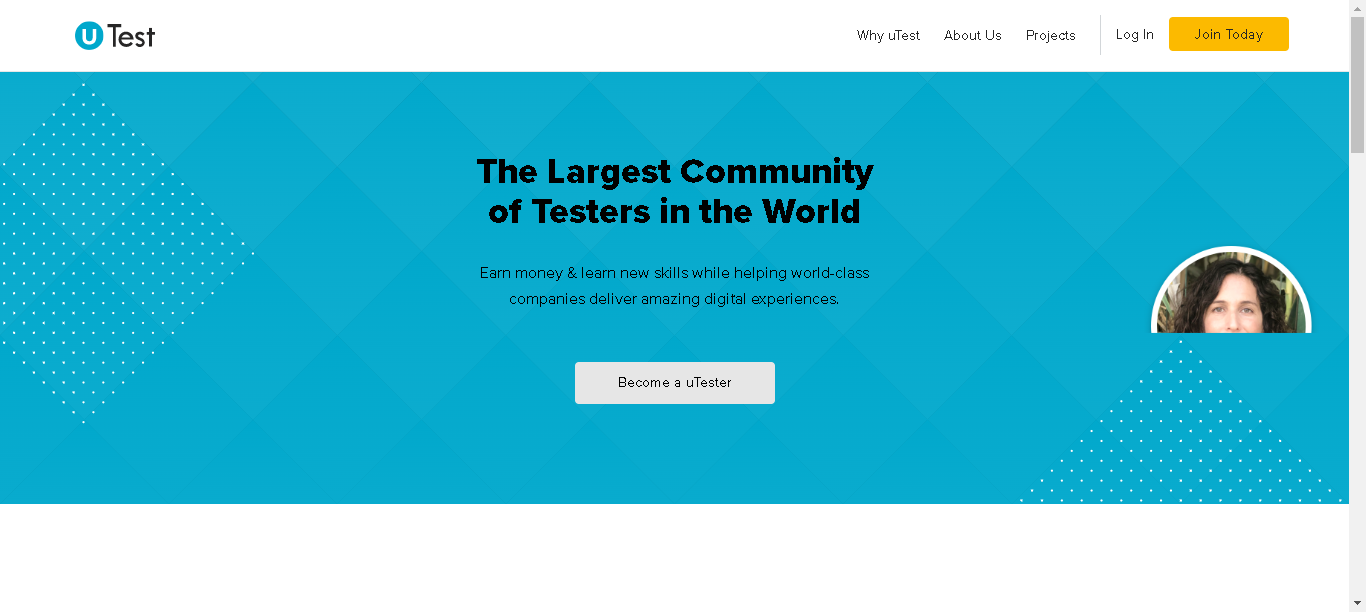 uTest
Why uTest
About Us
Projects
Log In
Join Today
The Largest Community
of Testers in the World
Earn money & learn new skills while helping world-class
companies deliver amazing digital experiences.
Become a uTester